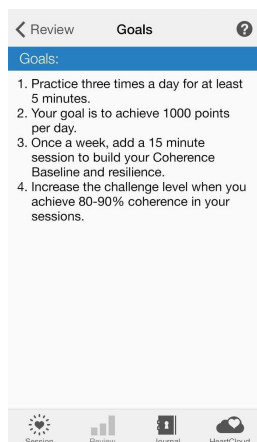 Review Goals ?
Goals:
1. Practice three times a day for at least
5 minutes.
2. Your goal is to achieve 1000 points
per day.
3. Once a week, add a 15 minute
session to build your Coherence
Baseline and resilience.
4. Increase the challenge level when you
achieve 80-90% coherence in your
sessions.
Session Review Journal HeartCloud